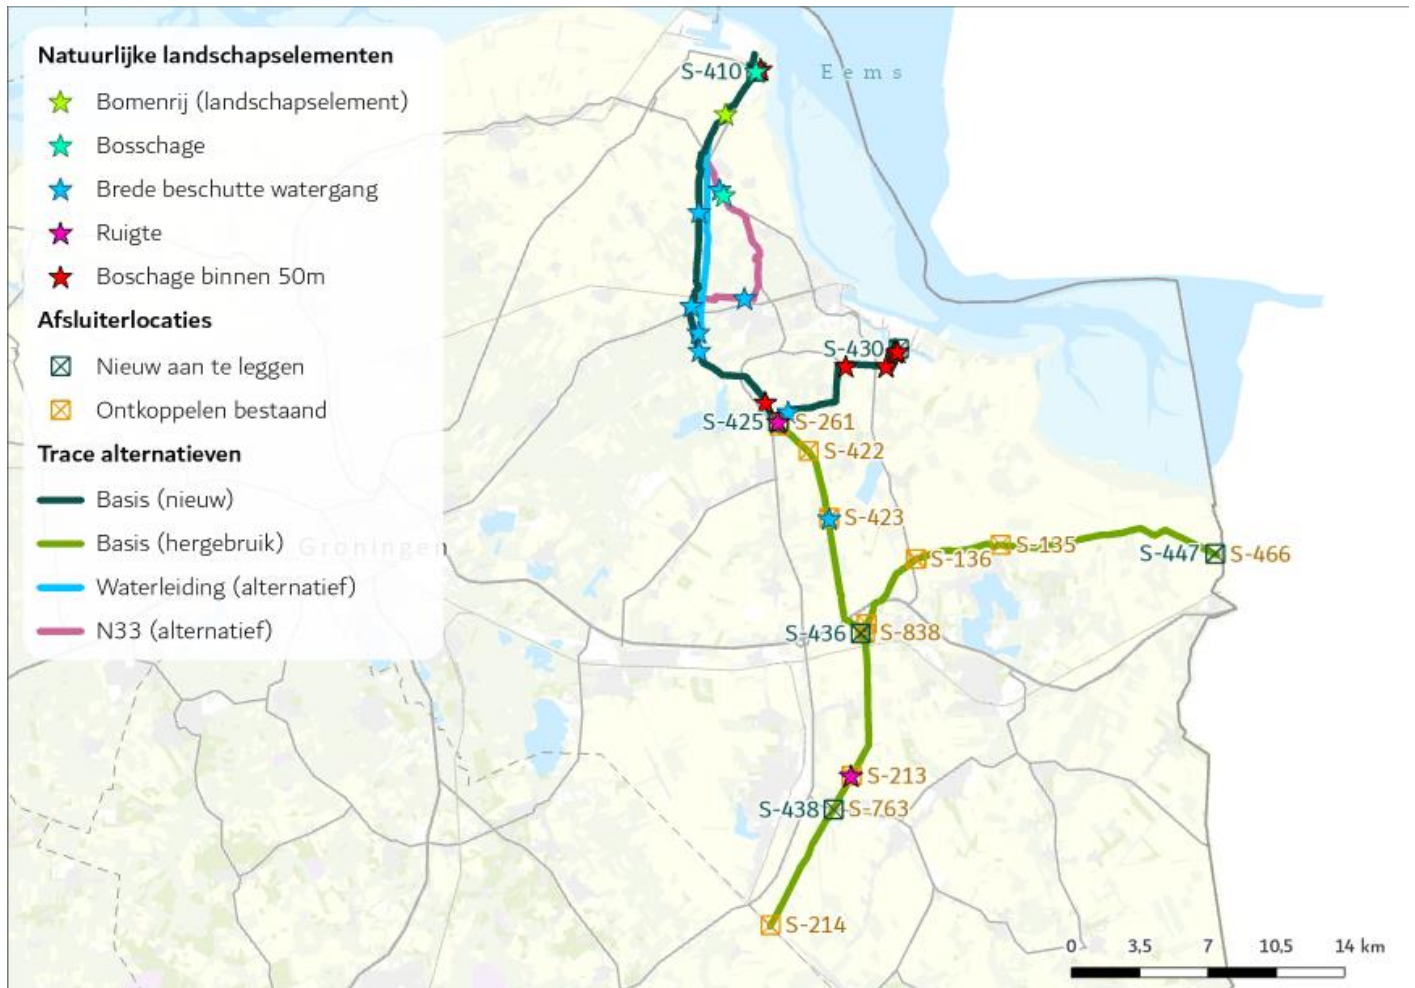 Natuurlijke landschapselementen
Bomenrij (landschapselement)
Bosschage
Brede beschutte watergang
Ruigte
Boschage binnen 50m
Afsluiterlocaties
Nieuw aan te leggen
Ontkoppelen bestaand
Trace alternatieven
Basis (nieuw)
Basis (hergebruik)
Waterleiding (alternatief)
N33 (alternatief)
S-410
Eems
S-430
S-425
S-261
S-422
S-423
Groningen
S-136
S-135
S-447
S-466
S-436
S-838
S-213
S-438
S-763
S-214
0 3,5 7 10,5 14 km